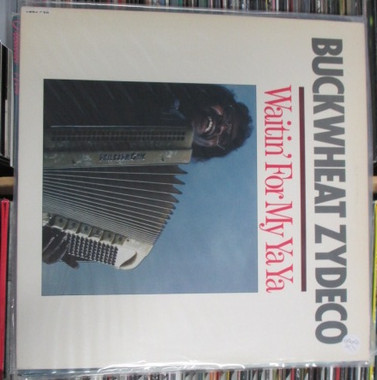 BUCKWHEAT ZYDECO
Waitin' For My Ya Ya